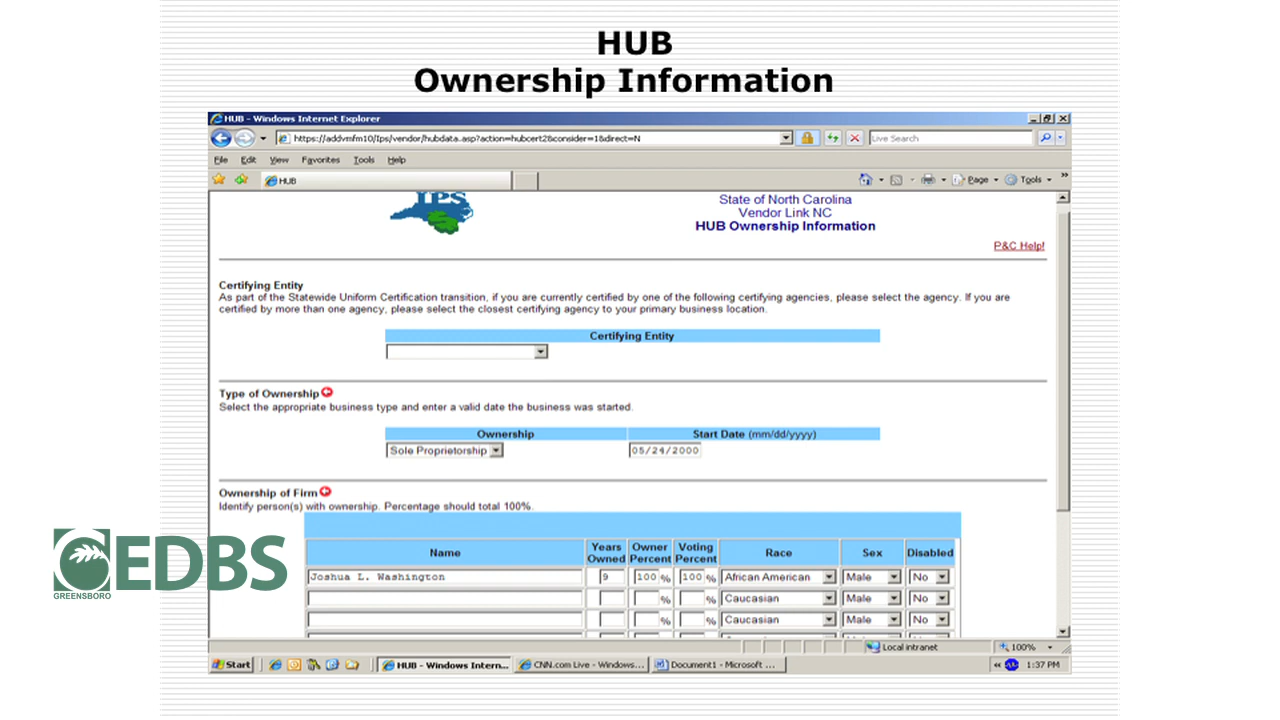 HUB
Ownership Information
HUB - Windows Internet Explorer
https://addvmfm10/Ips/vendor/hubdata.asp?action=hubcert2&consider=1&direct=N
Live Search
File Edit View Favorites Tools Help
HUB
Page Tools
IPS
State of North Carolina
Vendor Link NC
HUB Ownership Information
P&C Help!
Certifying Entity
As part of the Statewide Uniform Certification transition, if you are currently certified by one of the following certifying agencies, please select the agency. If you are
certified by more than one agency, please select the closest certifying agency to your primary business location.
Certifying Entity
Type of Ownership
Select the appropriate business type and enter a valid date the business was started.
Ownership Start Date (mm/dd/yyyy)
Sole Proprietorship 05/24/2000
Ownership of Firm
Identify person(s) with ownership. Percentage should total 100%.
Name Years Owned Owner Percent Voting Percent Race Sex Disabled
Joshua L. Washington 9 100 % 100 % African American Male No
% % Caucasian Male No
% % Caucasian Male No
EDBS
GREENSBORO
Local intranet 100%
Start HUB - Windows Intern... CNN.com Live - Windows... Document1 - Microsoft ... 1:37 PM